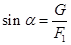 sin α = G / F₁